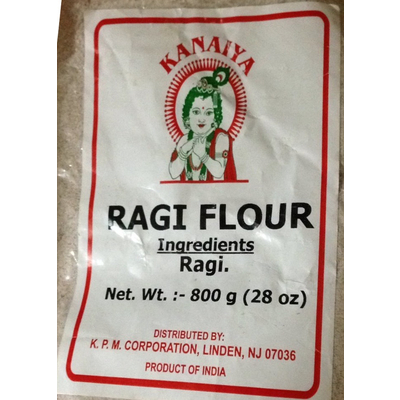 KANAIYA
RAGI FLOUR
Ingredients
Ragi.
Net. Wt. :- 800 g (28 oz)
DISTRIBUTED BY:
K. P. M. CORPORATION, LINDEN, NJ 07036
PRODUCT OF INDIA